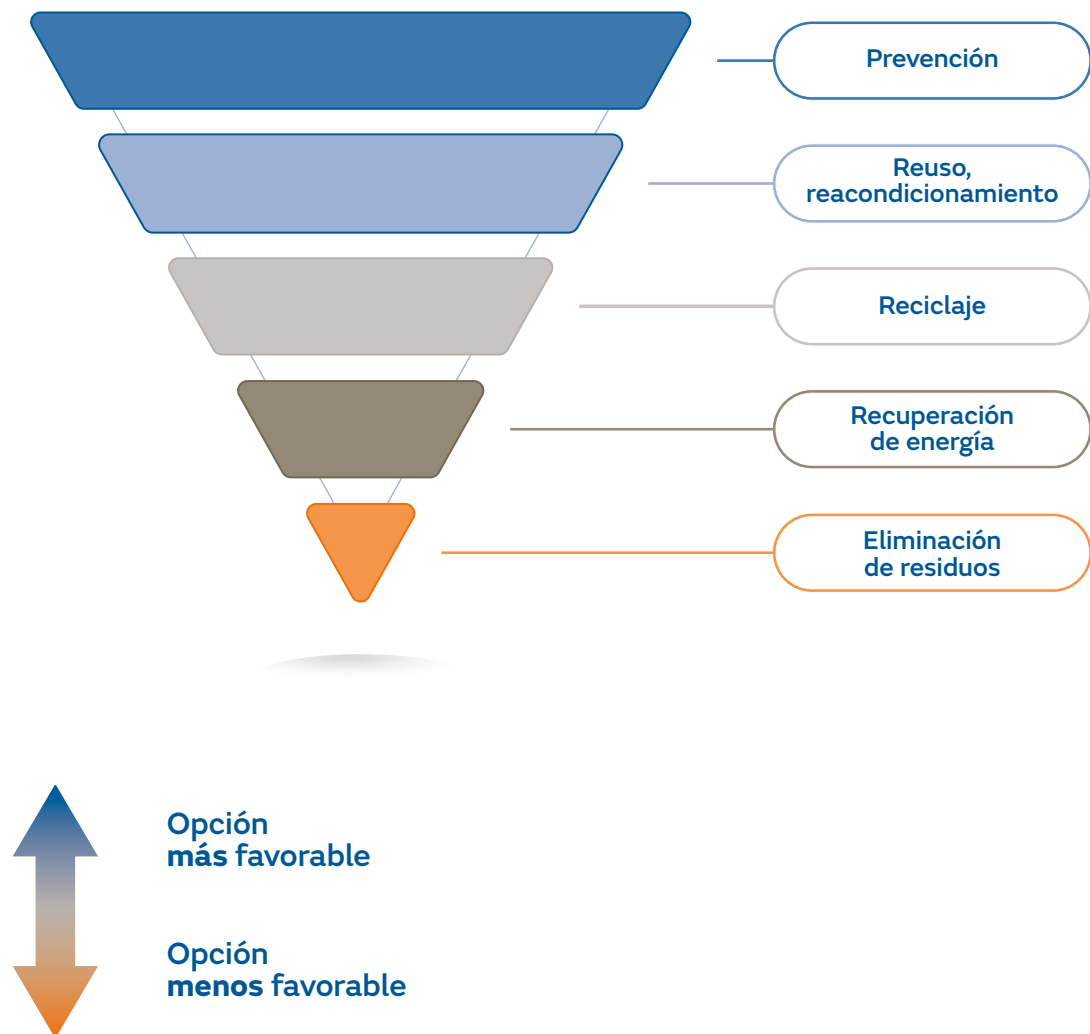 Prevención
Reuso,
reacondicionamiento
Reciclaje
Recuperación
de energía
Eliminación
de residuos
Opción
más favorable
Opción
menos favorable